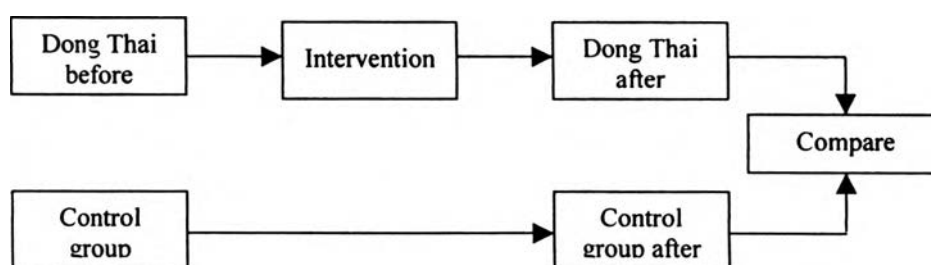 Dong Thai
before
Intervention
Dong Thai
after
Compare
Control
group
Control
group after